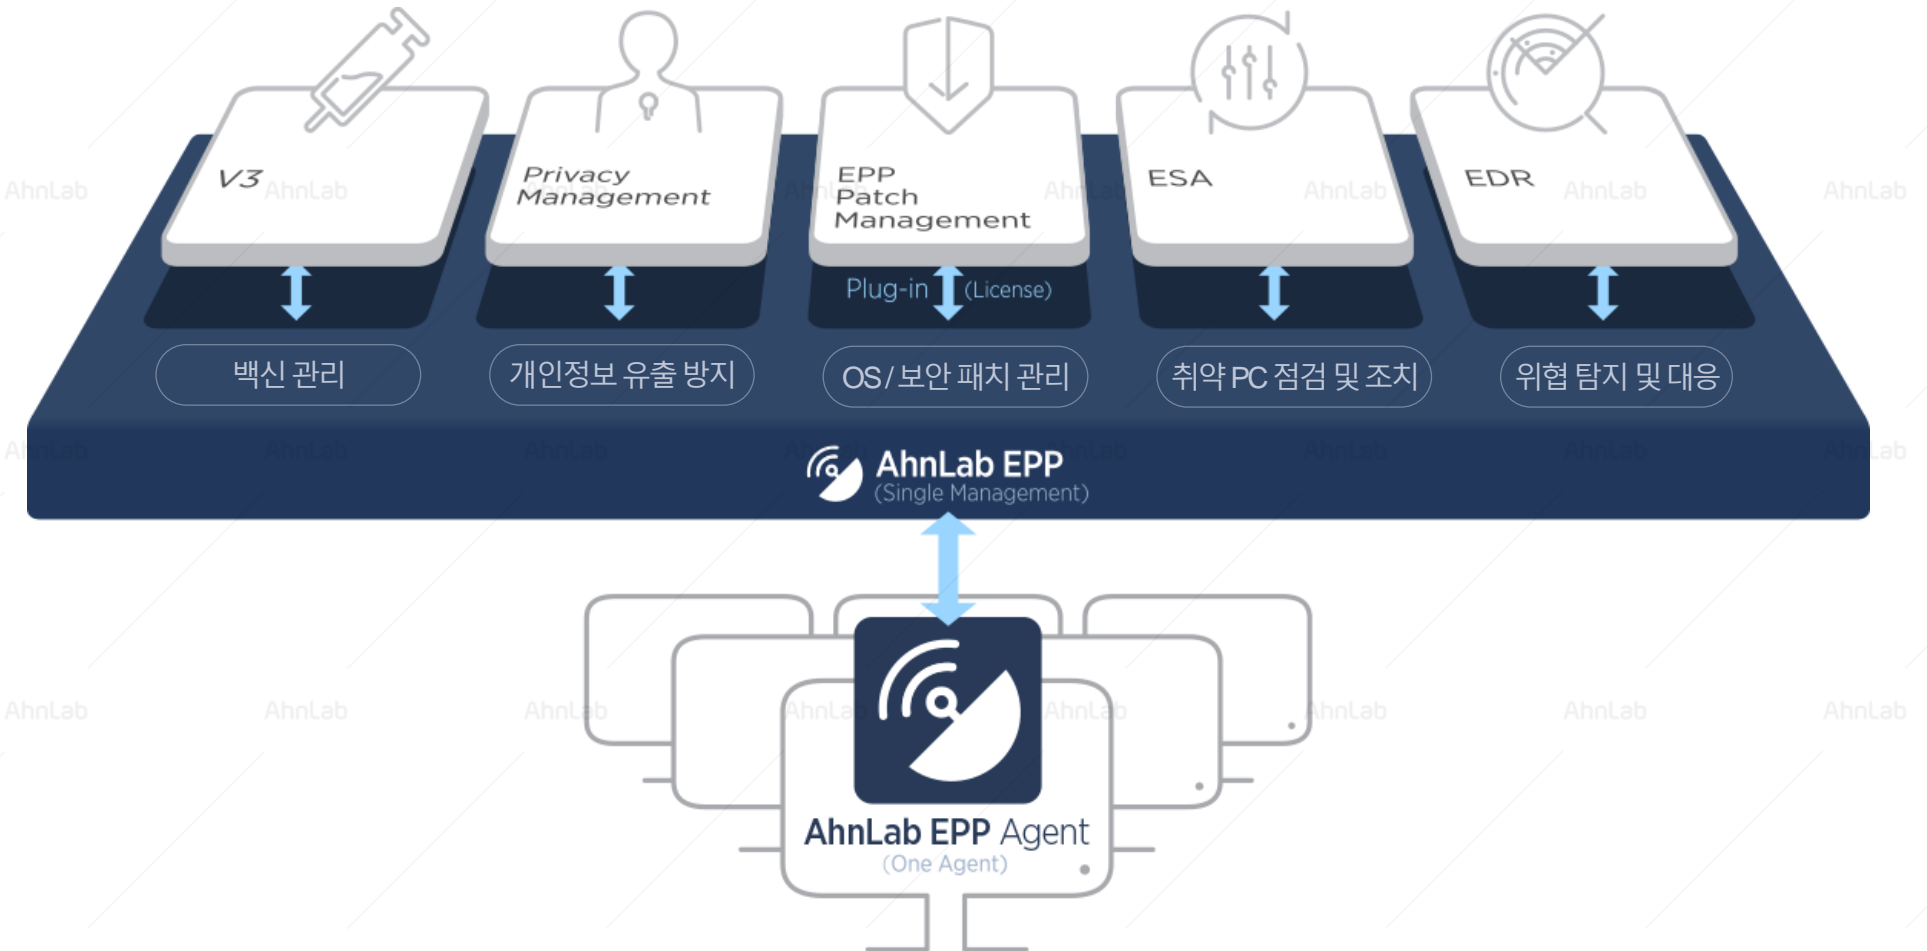 V3
Privacy
Management
EPP
Patch
Management
ESA
EDR
Plug-in (License)
백신 관리
개인정보 유출 방지
OS / 보안 패치 관리
취약 PC 점검 및 조치
위협 탐지 및 대응
AhnLab EPP
(Single Management)
AhnLab EPP Agent
(One Agent)
AhnLab